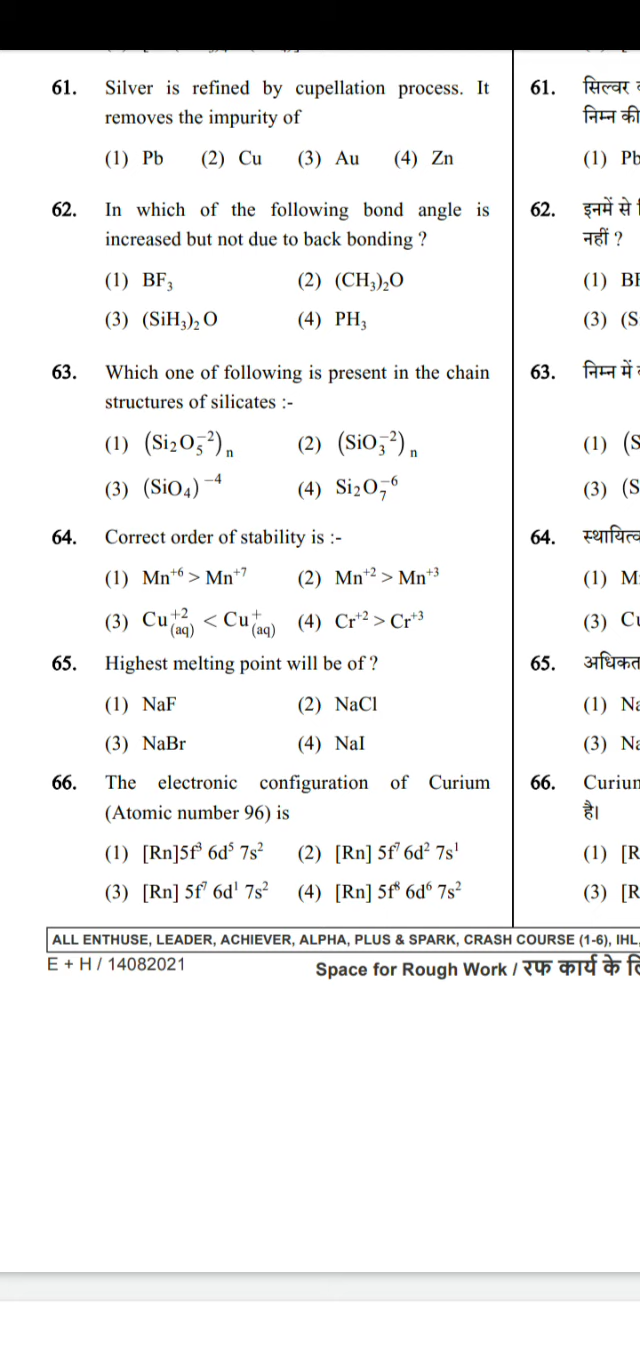 61. Silver is refined by cupellation process. It
removes the impurity of
(1) Pb (2) Cu (3) Au (4) Zn
62. In which of the following bond angle is
increased but not due to back bonding ?
(1) BF₃ (2) (CH₃)₂O
(3) (SiH₃)₂ O (4) PH₃
63. Which one of following is present in the chain
structures of silicates :-
(1) (Si₂O₅⁻²)ₙ (2) (SiO₃⁻²)ₙ
(3) (SiO₄)⁻⁴ (4) Si₂O₇⁻⁶
64. Correct order of stability is :-
(1) Mn⁺⁶ > Mn⁺⁷ (2) Mn⁺² > Mn⁺³
(3) Cu⁺²(aq) < Cu⁺(aq) (4) Cr⁺² > Cr⁺³
65. Highest melting point will be of ?
(1) NaF (2) NaCl
(3) NaBr (4) NaI
66. The electronic configuration of Curium
(Atomic number 96) is
(1) [Rn]5f³ 6d⁵ 7s² (2) [Rn] 5f⁷ 6d² 7s¹
(3) [Rn] 5f⁷ 6d¹ 7s² (4) [Rn] 5f⁸ 6d⁶ 7s²
61. सिल्वर
निम्न की
(1) Pb
62. इनमें से
नहीं ?
(1) B
(3) (S
63. निम्न में
(1) (S
(3) (S
64. स्थायित्व
(1) M
(3) C
65.
(1) Na
(3) Na
66. Curiu
है।
(1) [R
(3) [R
ALL ENTHUSE, LEADER, ACHIEVER, ALPHA, PLUS & SPARK, CRASH COURSE (1-6), IHL,
E + H / 14082021
Space for Rough Work / रफ कार्य के